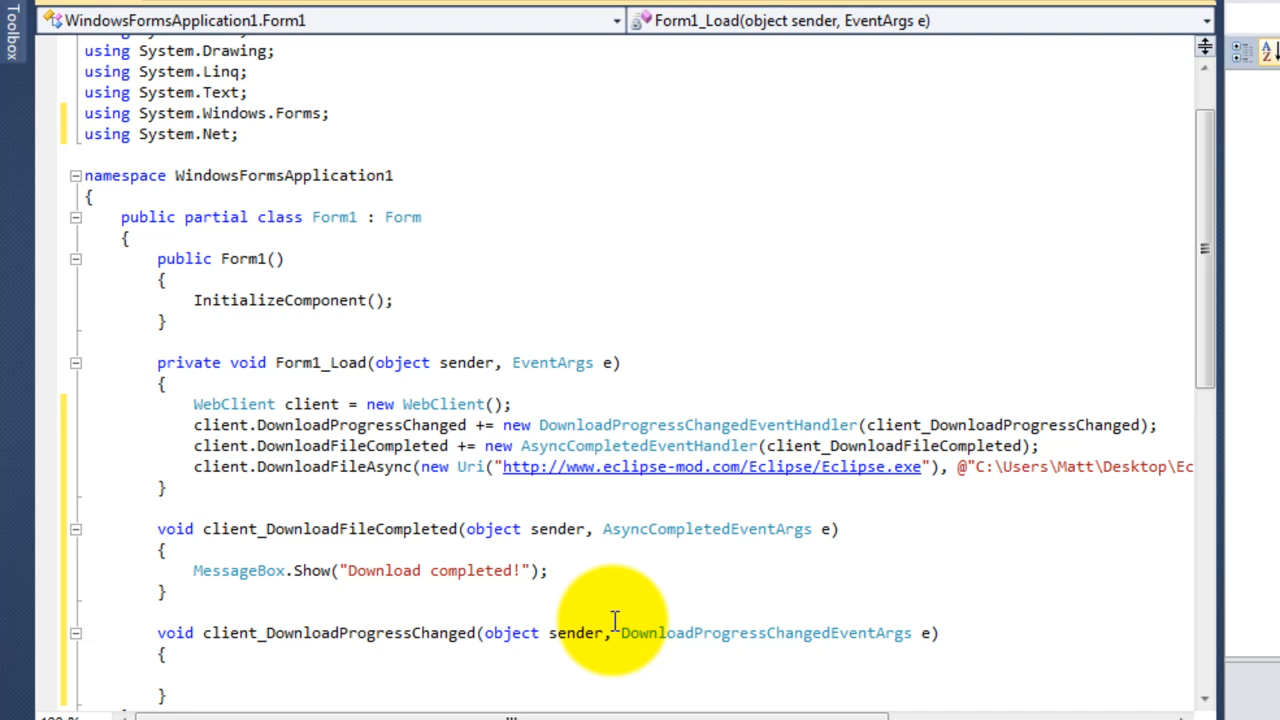 Toolbox
WindowsFormsApplication1.Form1
Form1_Load(object sender, EventArgs e)
using System.Drawing;
using System.Linq;
using System.Text;
using System.Windows.Forms;
using System.Net;
namespace WindowsFormsApplication1
{
public partial class Form1 : Form
{
public Form1()
{
InitializeComponent();
}
private void Form1_Load(object sender, EventArgs e)
{
WebClient client = new WebClient();
client.DownloadProgressChanged += new DownloadProgressChangedEventHandler(client_DownloadProgressChanged);
client.DownloadFileCompleted += new AsyncCompletedEventHandler(client_DownloadFileCompleted);
client.DownloadFileAsync(new Uri("http://www.eclipse-mod.com/Eclipse/Eclipse.exe"), @"C:\Users\Matt\Desktop\Ec
}
void client_DownloadFileCompleted(object sender, AsyncCompletedEventArgs e)
{
MessageBox.Show("Download completed!");
}
void client_DownloadProgressChanged(object sender, DownloadProgressChangedEventArgs e)
{
}